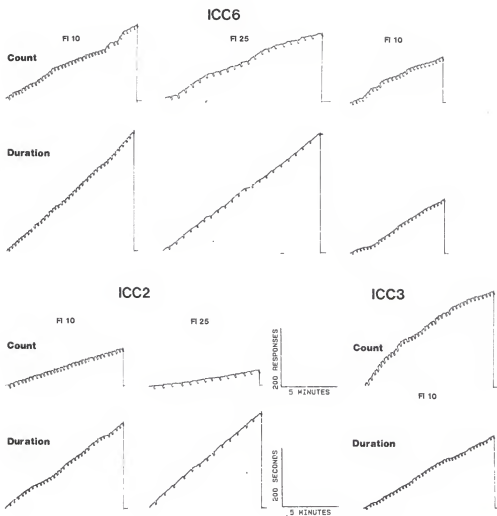 ICC6
FI 10
FI 25
FI 10
Count
Duration
ICC2
ICC3
FI 10
FI 25
Count
200 RESPONSES
5 MINUTES
Count
FI 10
Duration
200 SECONDS
5 MINUTES
Duration